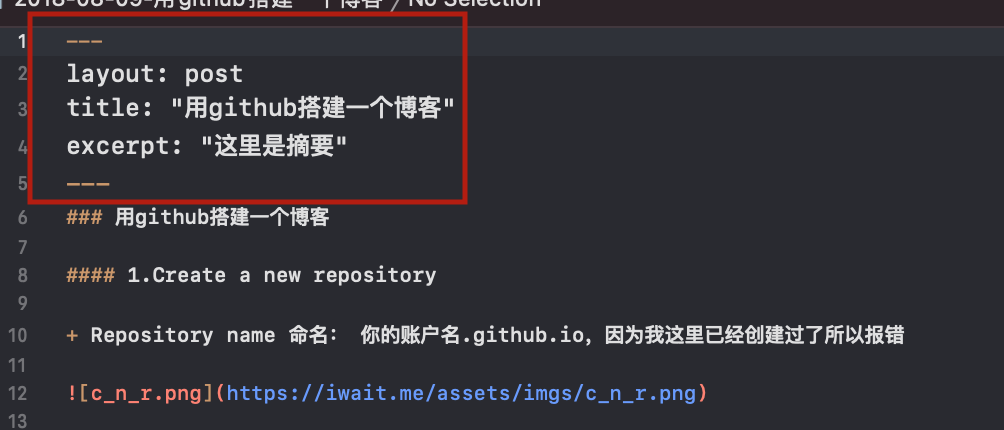 2018-08-09-用github搭建一个博客 / No Selection
1 ---
2 layout: post
3 title: "用github搭建一个博客"
4 excerpt: "这里是摘要"
5 ---
6 ### 用github搭建一个博客
7
8 #### 1.Create a new repository
9
10 + Repository name 命名： 你的账户名.github.io，因为我这里已经创建过了所以报错
11
12 ![c_n_r.png](https://iwait.me/assets/imgs/c_n_r.png)
13